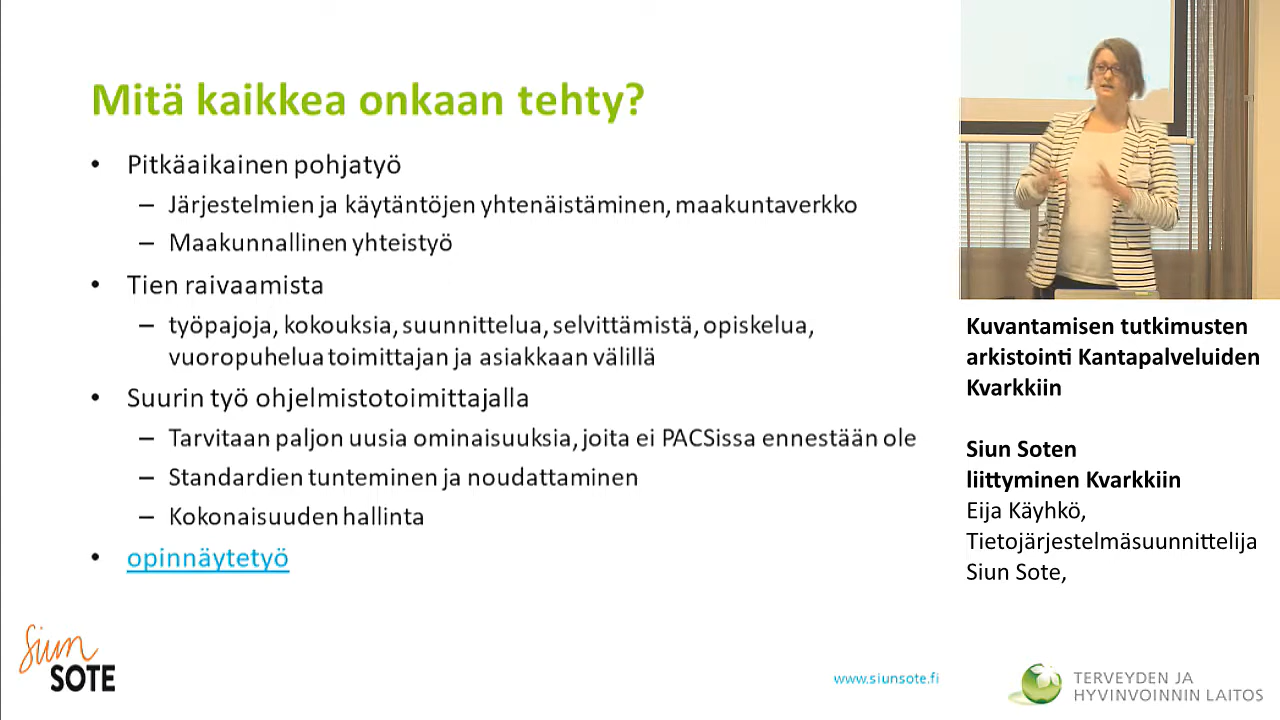 Mitä kaikkea onkaan tehty?
• Pitkäaikainen pohjatyö
– Järjestelmien ja käytäntöjen yhtenäistäminen, maakuntaverkko
– Maakunnallinen yhteistyö
• Tien raivaamista
– työpajoja, kokouksia, suunnittelua, selvittämistä, opiskelua,
vuoropuhelua toimittajan ja asiakkaan välillä
• Suurin työ ohjelmistotoimittajalla
– Tarvitaan paljon uusia ominaisuuksia, joita ei PACSissa ennestään ole
– Standardien tunteminen ja noudattaminen
– Kokonaisuuden hallinta
• opinnäytetyö
Kuvantamisen tutkimusten
arkistointi Kantapalveluiden
Kvarkkiin
Siun Soten
liittyminen Kvarkkiin
Eija Käyhkö,
Tietojärjestelmäsuunnittelija
Siun Sote,
Siun
SOTE
www.siunsote.fi
TERVEYDEN JA
HYVINVOINNIN LAITOS